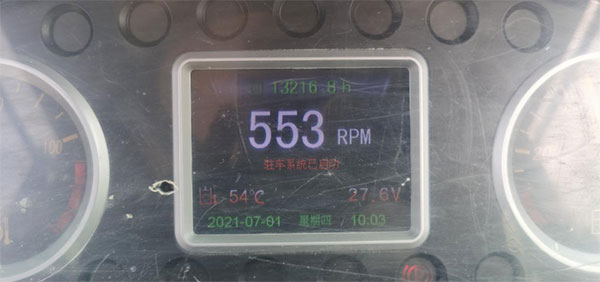 13216.8 h
553 RPM
驻车系统已启动
54℃ 27.6V
2021-07-01 星期四 10:03
100